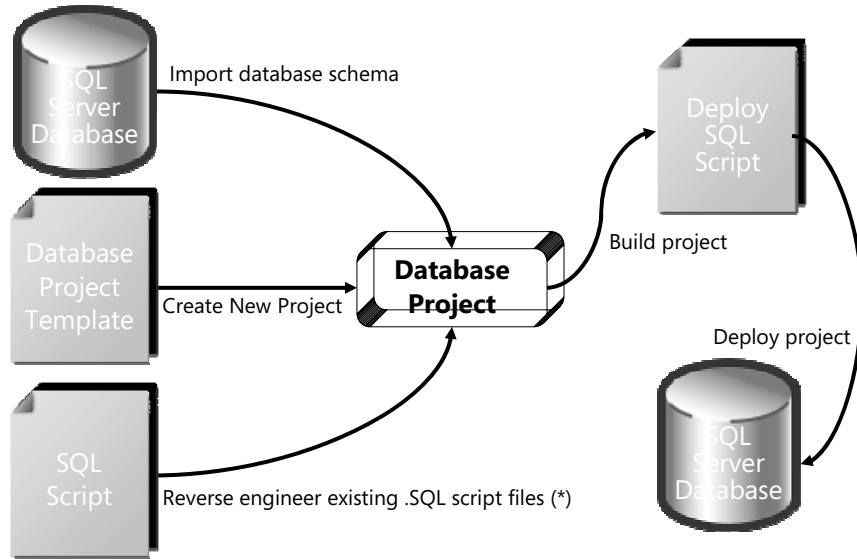 SQL
Server
Database
Import database schema
Database
Project
Template
Create New Project
SQL
Script
Reverse engineer existing .SQL script files (*)
Database
Project
Build project
Deploy
SQL
Script
Deploy project
SQL
Server
Database